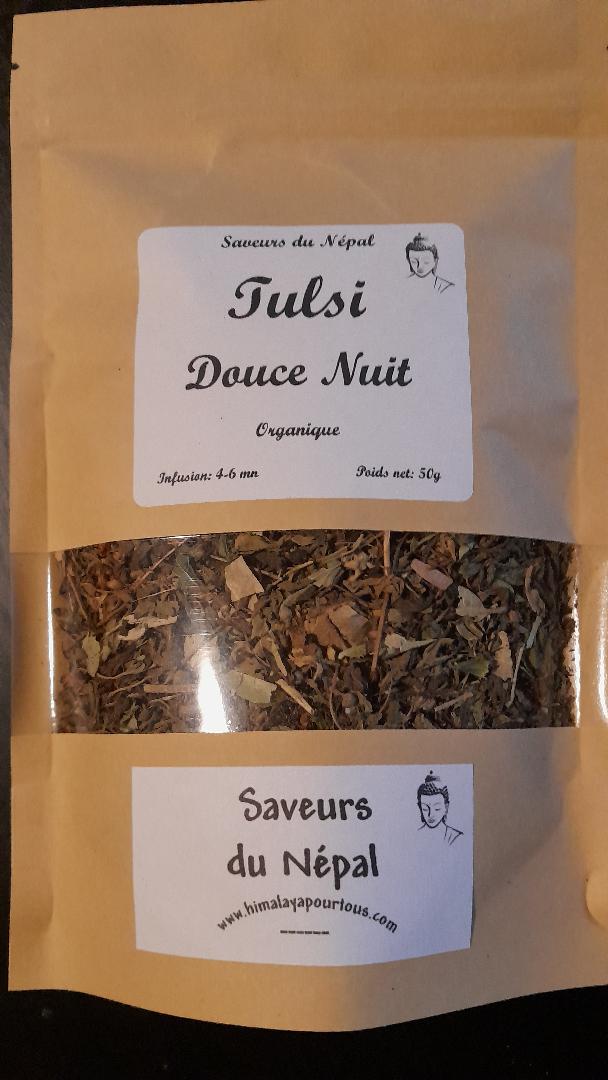 Saveurs du Népal
Tulsi
Douce Nuit
Organique
Infusion: 4-6 mn
Poids net: 50g
Saveurs
du Népal
www.himalayapourtous.com